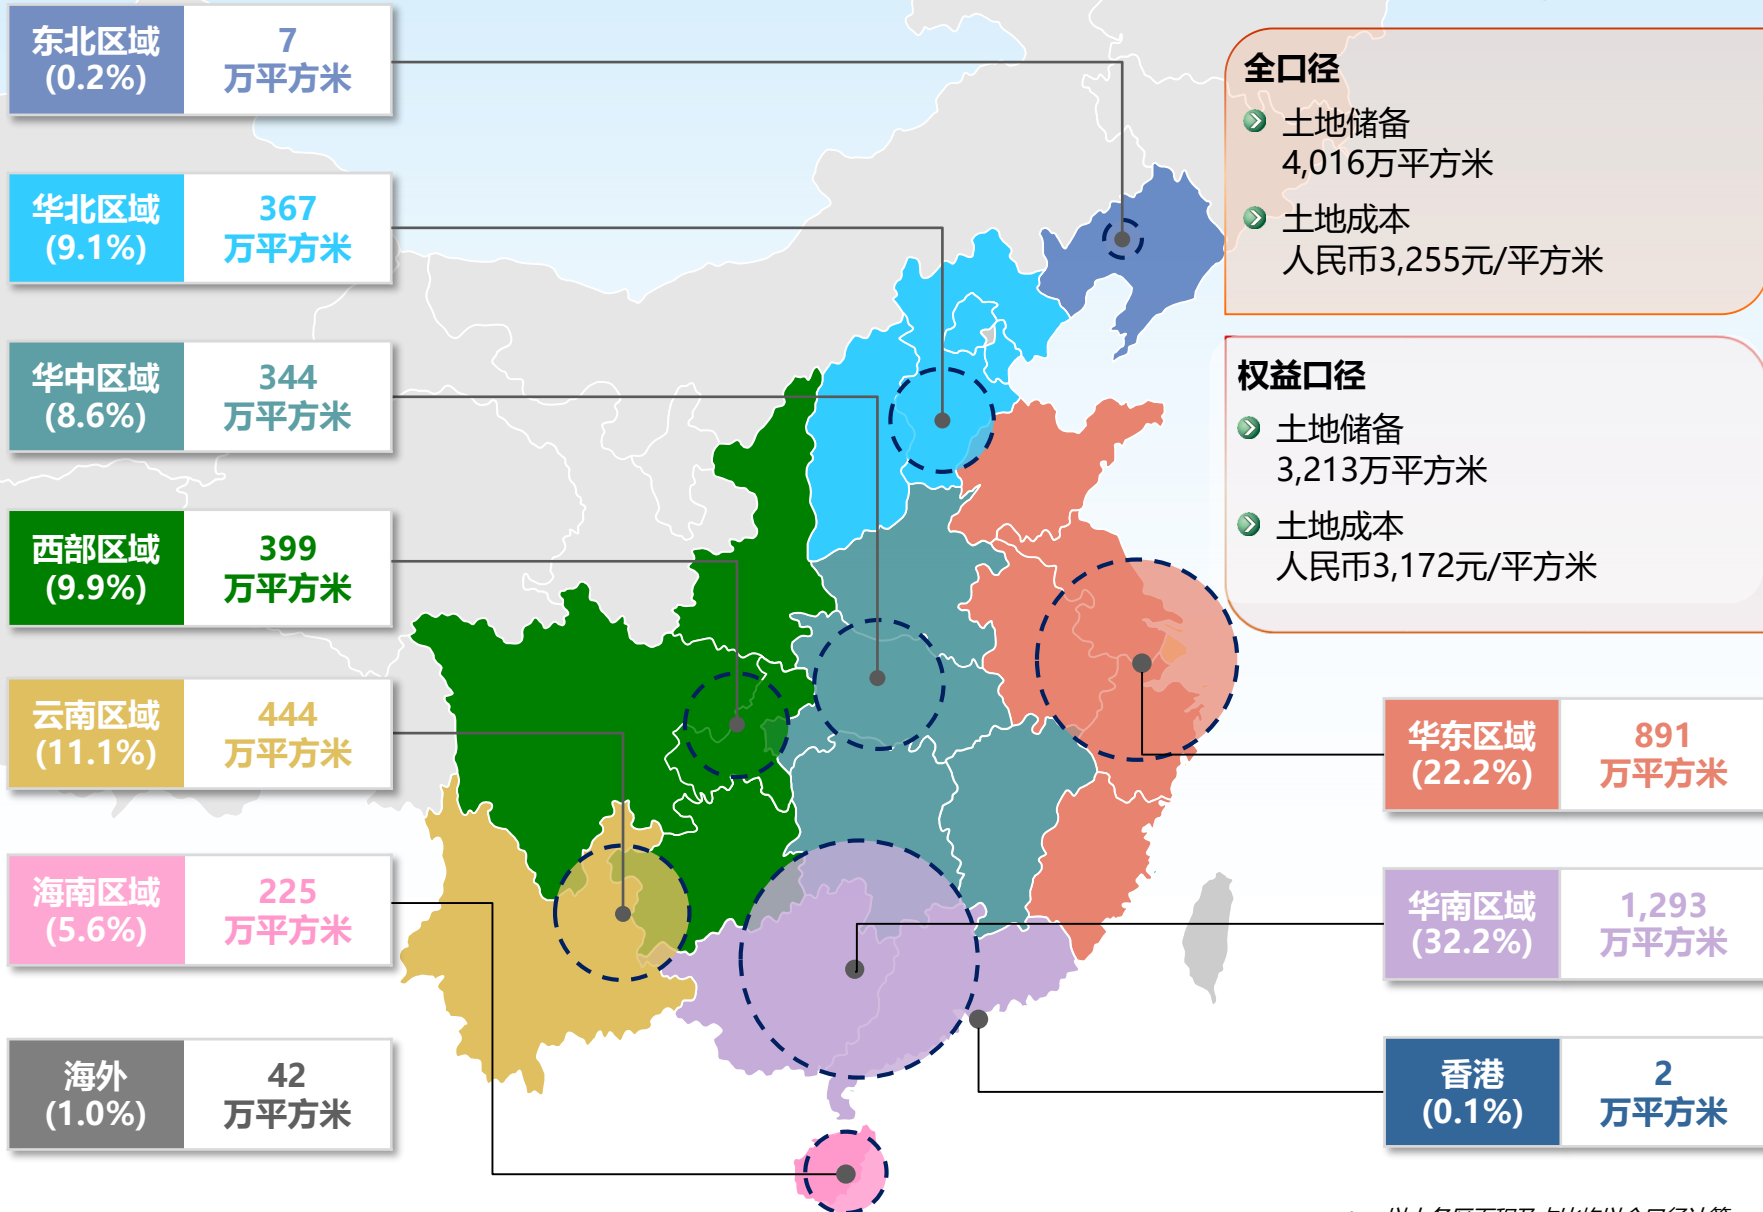 东北区域
(0.2%)
7
万平方米
华北区域
(9.1%)
367
万平方米
华中区域
(8.6%)
344
万平方米
西部区域
(9.9%)
399
万平方米
云南区域
(11.1%)
444
万平方米
海南区域
(5.6%)
225
万平方米
海外
(1.0%)
42
万平方米
全口径
土地储备
4,016万平方米
土地成本
人民币3,255元/平方米
权益口径
土地储备
3,213万平方米
土地成本
人民币3,172元/平方米
华东区域
(22.2%)
891
万平方米
华南区域
(32.2%)
1,293
万平方米
香港
(0.1%)
2
万平方米